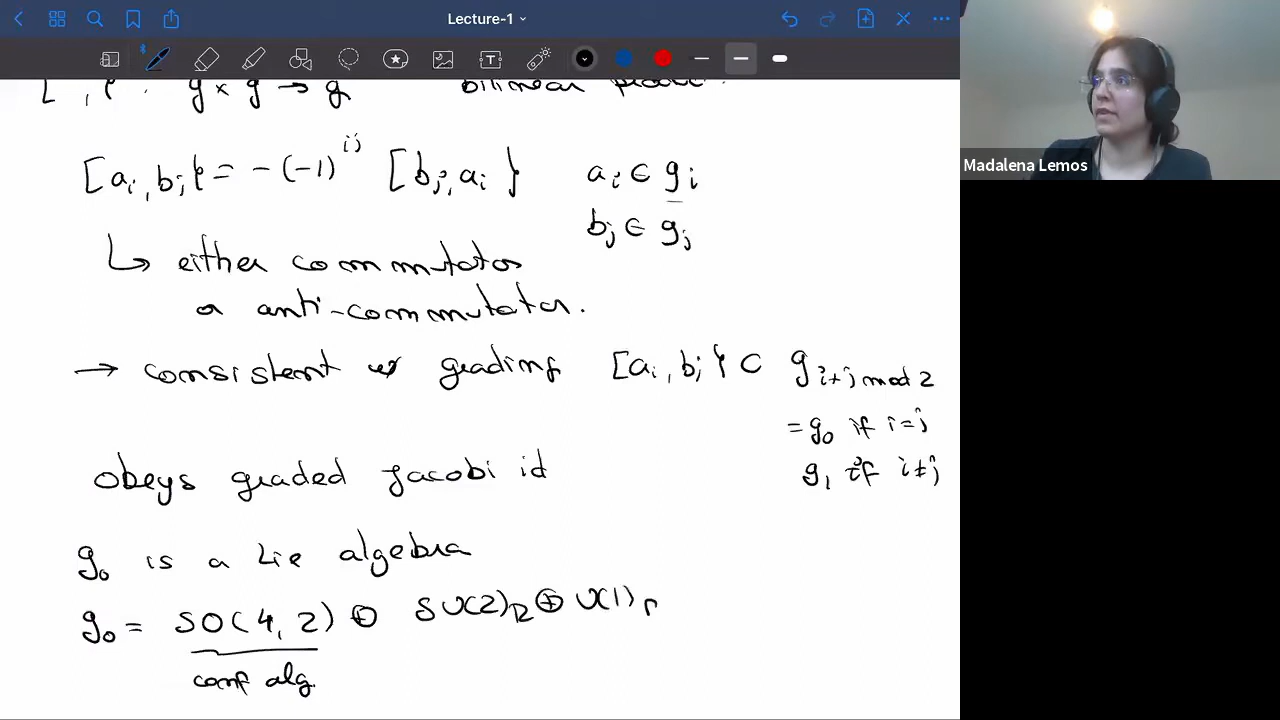 Lecture-1
[ , } : g × g → g bilinear
[aᵢ, bⱼ} = -(-1)^{ij} [bⱼ, aᵢ} aᵢ ∈ gᵢ
bⱼ ∈ gⱼ
↳ either commutator
or anti-commutator.
→ consistent w/ grading [aᵢ, bⱼ} ⊂ g_{i+j mod 2}
= g₀ if i=j
g₁ if i≠j
obeys graded Jacobi id
g₀ is a Lie algebra
g₀ = SO(4,2) ⊕ SU(2)_R ⊕ U(1)_r
conf alg.
Madalena Lemos